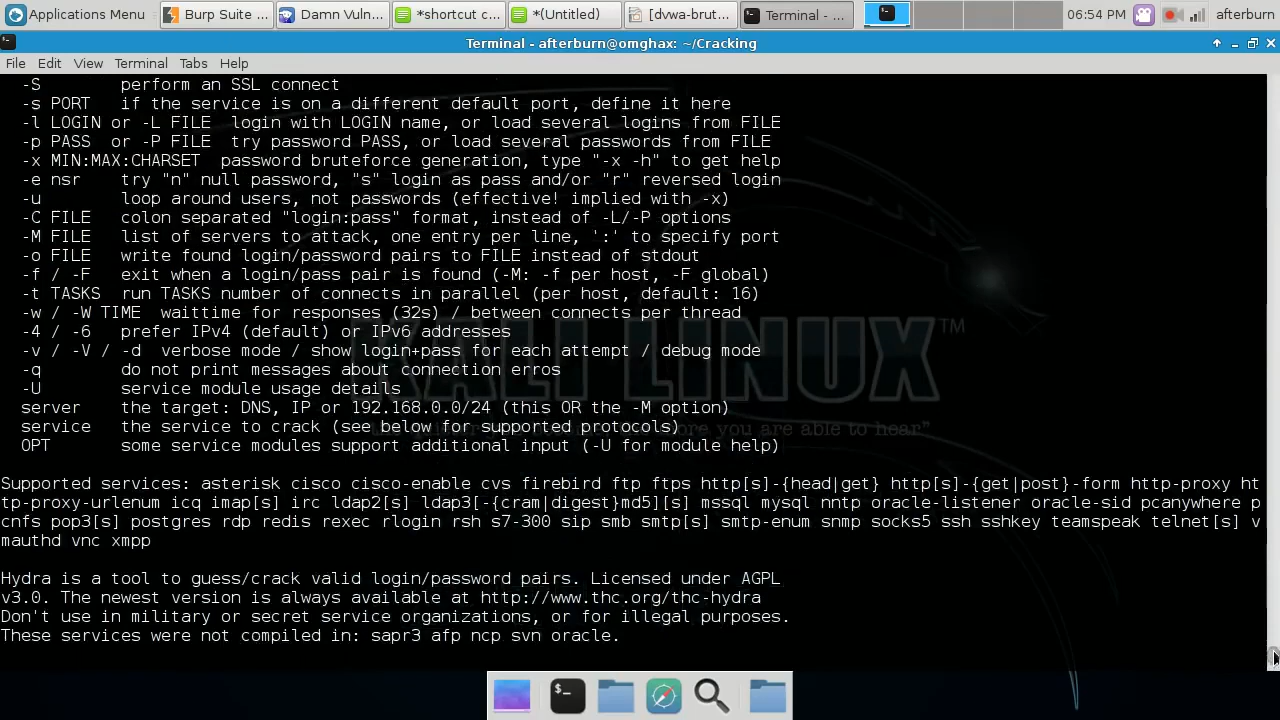 Applications Menu Burp Suite ... Damn Vuln... *shortcut c... *(Untitled) [dvwa-brut... Terminal - ... 06:54 PM afterburn
Terminal - afterburn@omghax: ~/Cracking
File Edit View Terminal Tabs Help
-S perform an SSL connect
-s PORT if the service is on a different default port, define it here
-l LOGIN or -L FILE login with LOGIN name, or load several logins from FILE
-p PASS or -P FILE try password PASS, or load several passwords from FILE
-x MIN:MAX:CHARSET password bruteforce generation, type "-x -h" to get help
-e nsr try "n" null password, "s" login as pass and/or "r" reversed login
-u loop around users, not passwords (effective! implied with -x)
-C FILE colon separated "login:pass" format, instead of -L/-P options
-M FILE list of servers to attack, one entry per line, ':' to specify port
-o FILE write found login/password pairs to FILE instead of stdout
-f / -F exit when a login/pass pair is found (-M: -f per host, -F global)
-t TASKS run TASKS number of connects in parallel (per host, default: 16)
-w / -W TIME waittime for responses (32s) / between connects per thread
-4 / -6 prefer IPv4 (default) or IPv6 addresses
-v / -V / -d verbose mode / show login+pass for each attempt / debug mode
-q do not print messages about connection erros
-U service module usage details
server the target: DNS, IP or 192.168.0.0/24 (this OR the -M option)
service the service to crack (see below for supported protocols)
OPT some service modules support additional input (-U for module help)
KALI LINUX™
more you are able to hear”
Supported services: asterisk cisco cisco-enable cvs firebird ftp ftps http[s]-{head|get} http[s]-{get|post}-form http-proxy ht
tp-proxy-urlenum icq imap[s] irc ldap2[s] ldap3[-{cram|digest}md5][s] mssql mysql nntp oracle-listener oracle-sid pcanywhere p
cnfs pop3[s] postgres rdp redis rexec rlogin rsh s7-300 sip smb smtp[s] smtp-enum snmp socks5 ssh sshkey teamspeak telnet[s] v
mauthd vnc xmpp
Hydra is a tool to guess/crack valid login/password pairs. Licensed under AGPL
v3.0. The newest version is always available at http://www.thc.org/thc-hydra
Don't use in military or secret service organizations, or for illegal purposes.
These services were not compiled in: sapr3 afp ncp svn oracle.